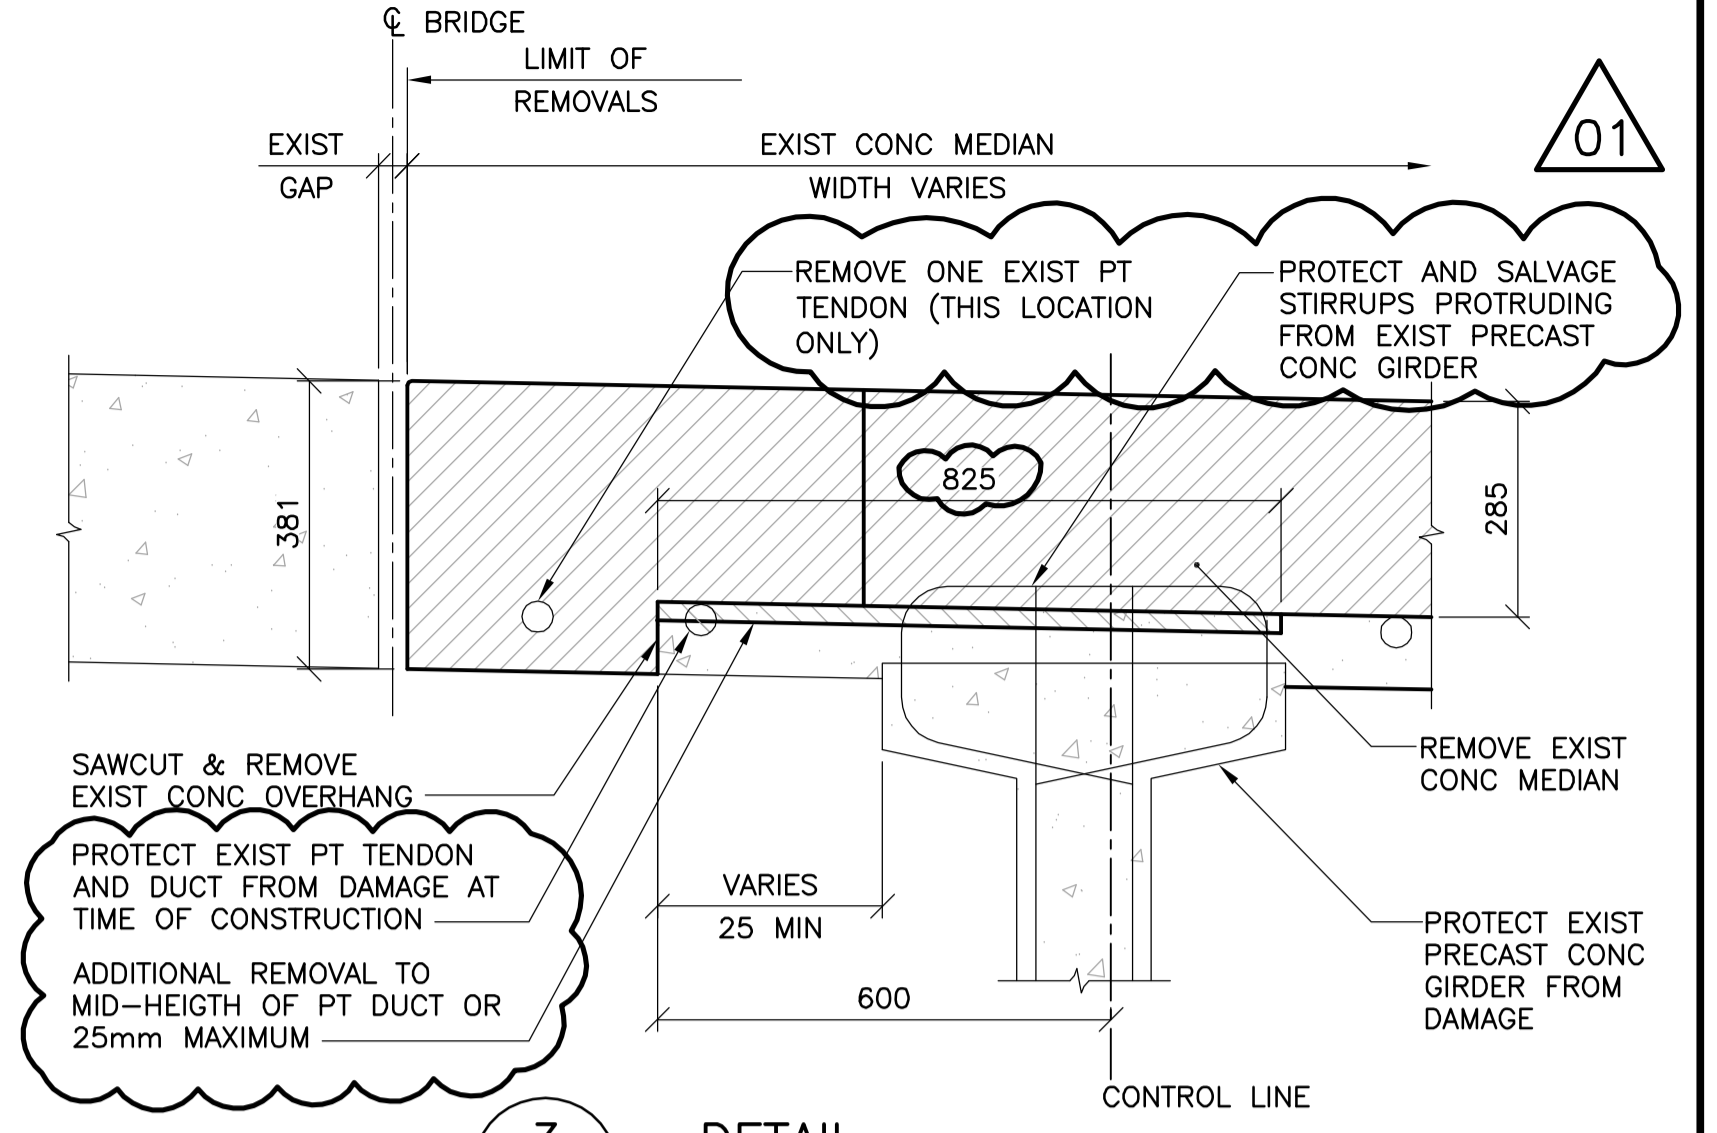 ℄ BRIDGE
LIMIT OF
REMOVALS
EXIST
GAP
EXIST CONC MEDIAN
WIDTH VARIES
01
REMOVE ONE EXIST PT
TENDON (THIS LOCATION
ONLY)
PROTECT AND SALVAGE
STIRRUPS PROTRUDING
FROM EXIST PRECAST
CONC GIRDER
825
381
285
SAWCUT & REMOVE
EXIST CONC OVERHANG
PROTECT EXIST PT TENDON
AND DUCT FROM DAMAGE AT
TIME OF CONSTRUCTION
ADDITIONAL REMOVAL TO
MID-HEIGTH OF PT DUCT OR
25mm MAXIMUM
VARIES
25 MIN
600
REMOVE EXIST
CONC MEDIAN
PROTECT EXIST
PRECAST CONC
GIRDER FROM
DAMAGE
CONTROL LINE
DETAIL